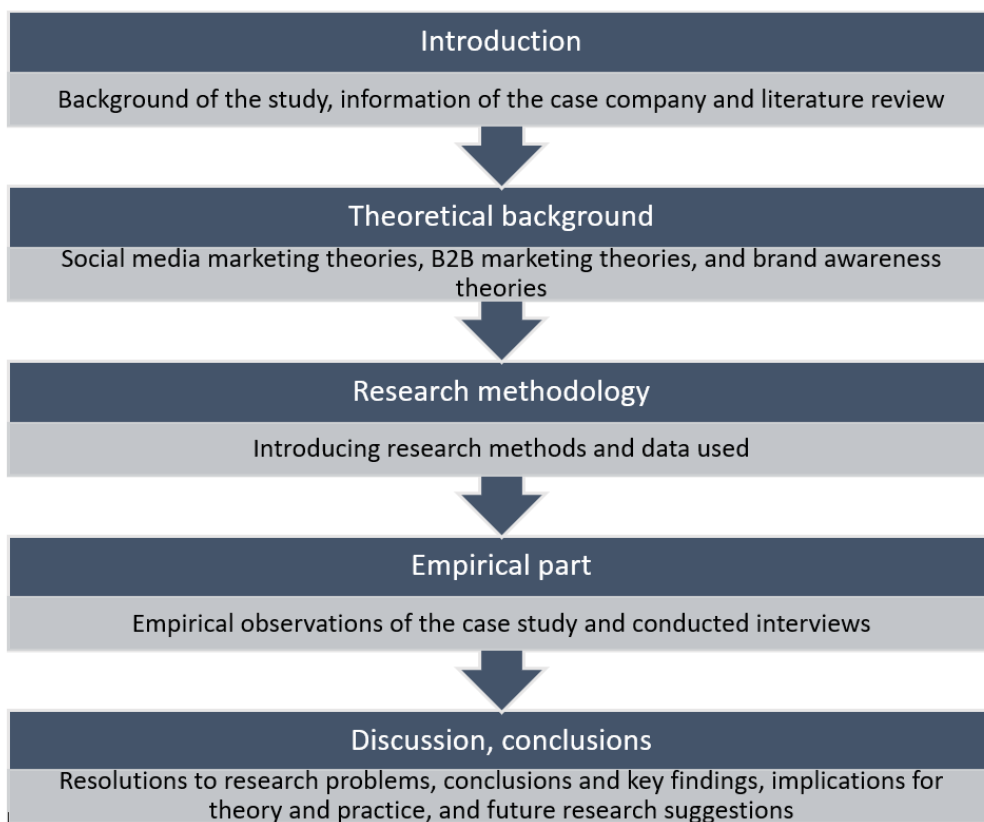 Introduction
Background of the study, information of the case company and literature review
Theoretical background
Social media marketing theories, B2B marketing theories, and brand awareness
theories
Research methodology
Introducing research methods and data used
Empirical part
Empirical observations of the case study and conducted interviews
Discussion, conclusions
Resolutions to research problems, conclusions and key findings, implications for
theory and practice, and future research suggestions